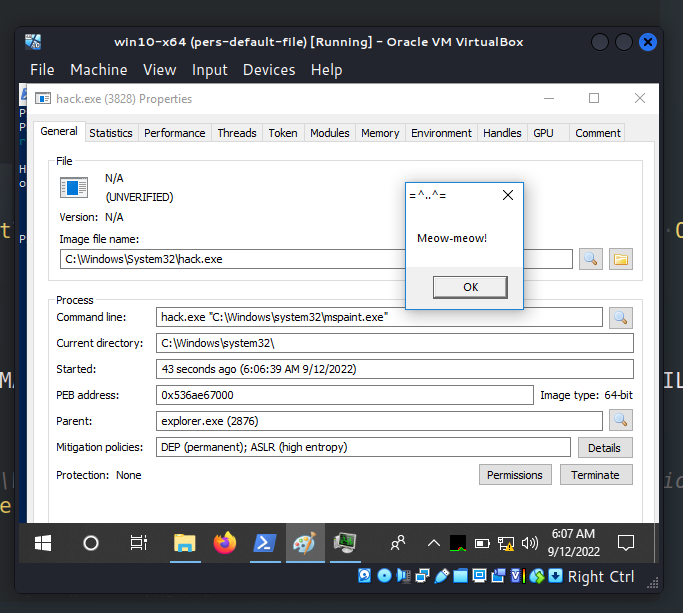 win10-x64 (pers-default-file) [Running] - Oracle VM VirtualBox
File Machine View Input Devices Help
hack.exe (3828) Properties
General Statistics Performance Threads Token Modules Memory Environment Handles GPU Comment
File
N/A
(UNVERIFIED)
Version: N/A
Image file name:
C:\Windows\System32\hack.exe
=^..^=
Meow-meow!
OK
Process
Command line: hack.exe "C:\Windows\system32\mspaint.exe"
Current directory: C:\Windows\system32\
Started: 43 seconds ago (6:06:39 AM 9/12/2022)
PEB address: 0x536ae67000 Image type: 64-bit
Parent: explorer.exe (2876)
Mitigation policies: DEP (permanent); ASLR (high entropy) Details
Protection: None Permissions Terminate
6:07 AM
9/12/2022
Right Ctrl